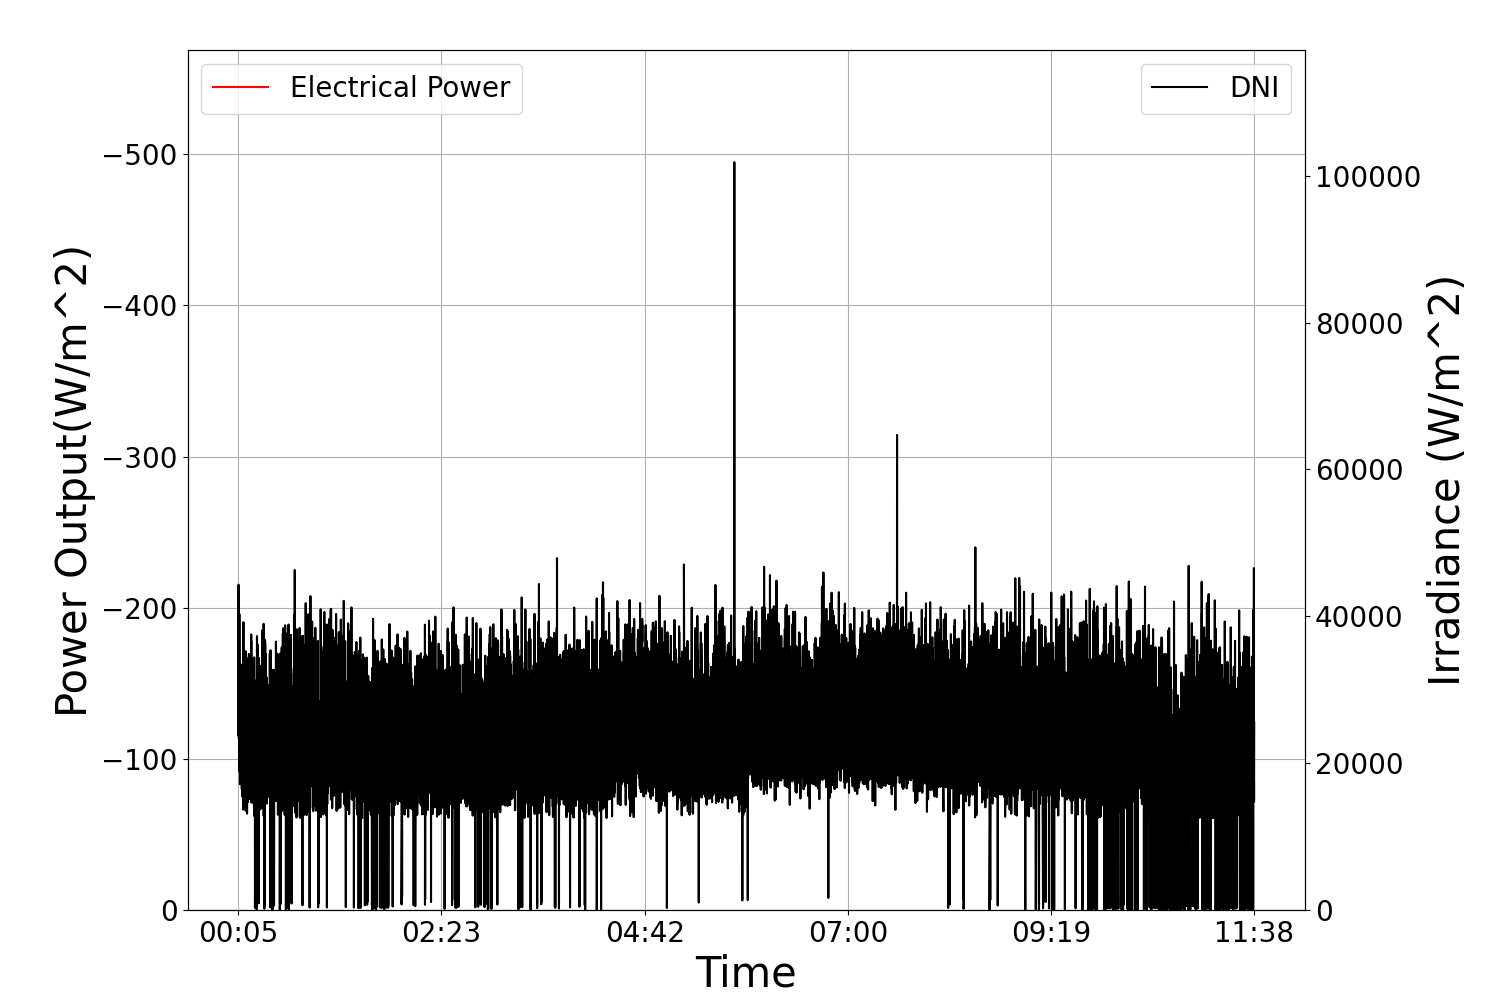 Electrical Power
DNI
Power Output(W/m^2)
−500
−400
−300
−200
−100
0
100000
80000
60000
40000
20000
0
Irradiance (W/m^2)
00:05 02:23 04:42 07:00 09:19 11:38
Time